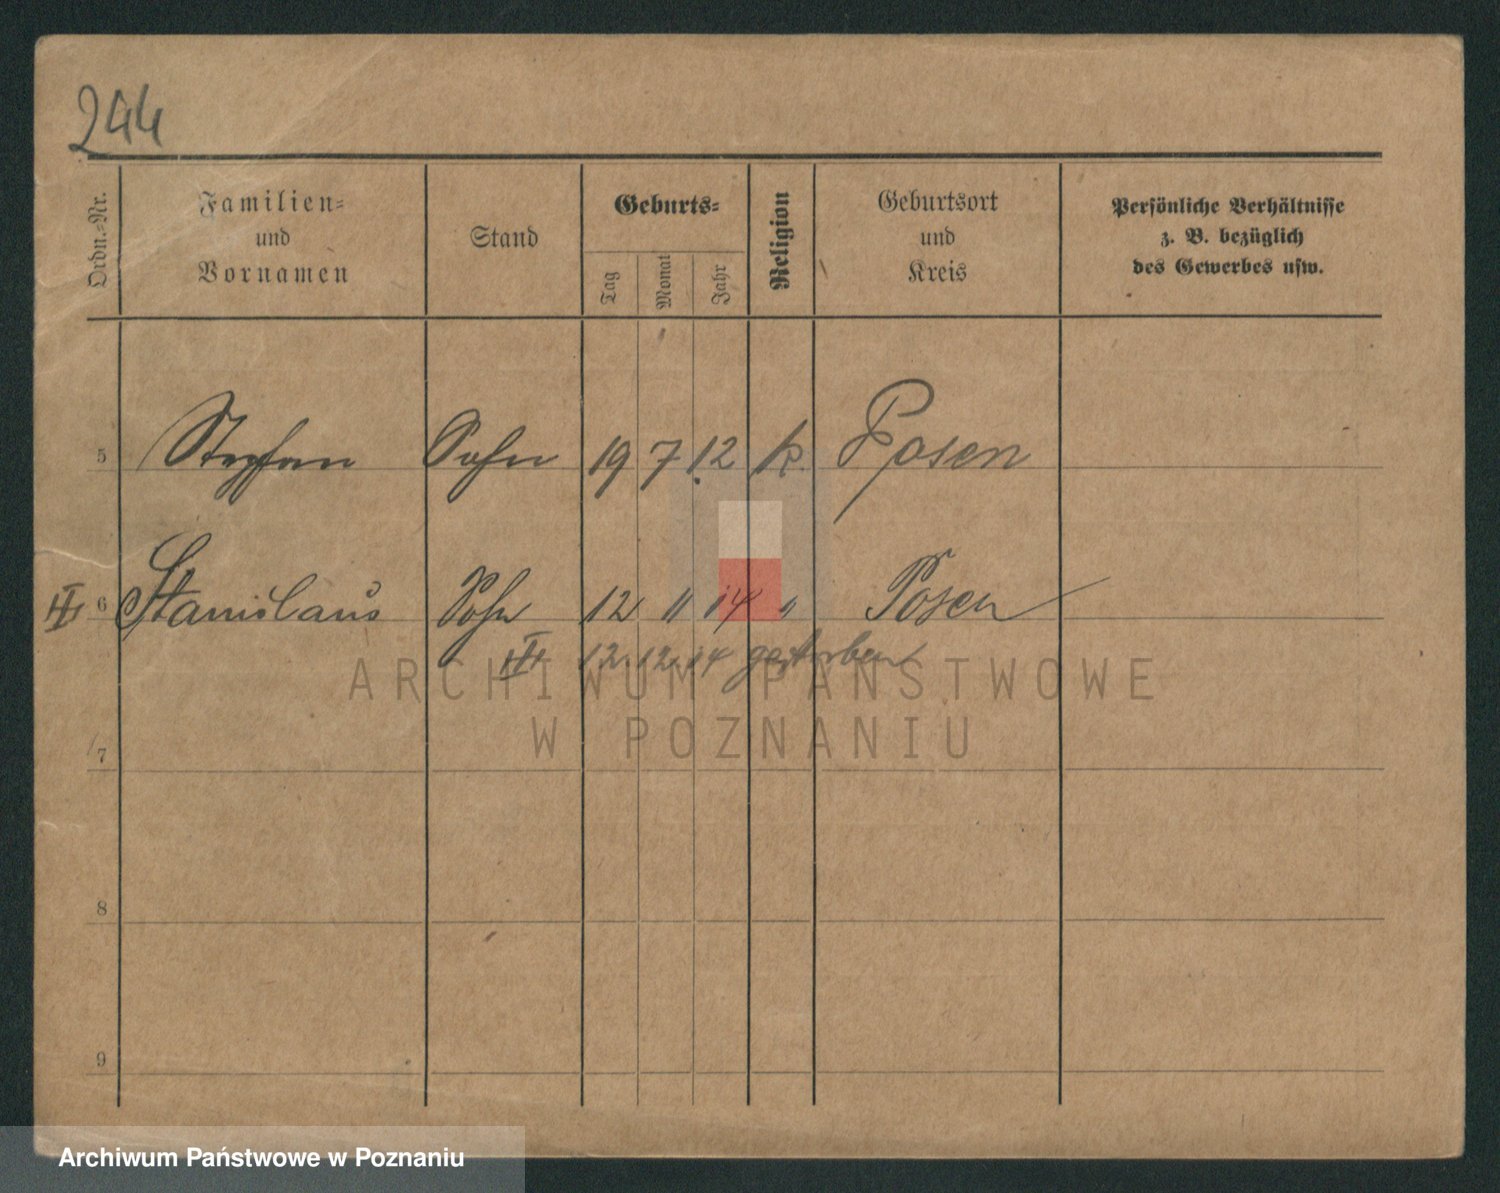 244
Ordn.-Nr.
Familien-
und
Vornamen
Stand
Geburts-
Tag
Monat
Jahr
Religion
Geburtsort
und
Kreis
Persönliche Verhältnisse
z. B. bezüglich
des Gewerbes usw.
5 Stephan Sohn 19 7 12 k. Posen
6 Stanislaus Sohn 12 11 14 " Posen
12. 12. 14 gestorben
7
8
9
ARCHIWUM PAŃSTWOWE
W POZNANIU
Archiwum Państwowe w Poznaniu